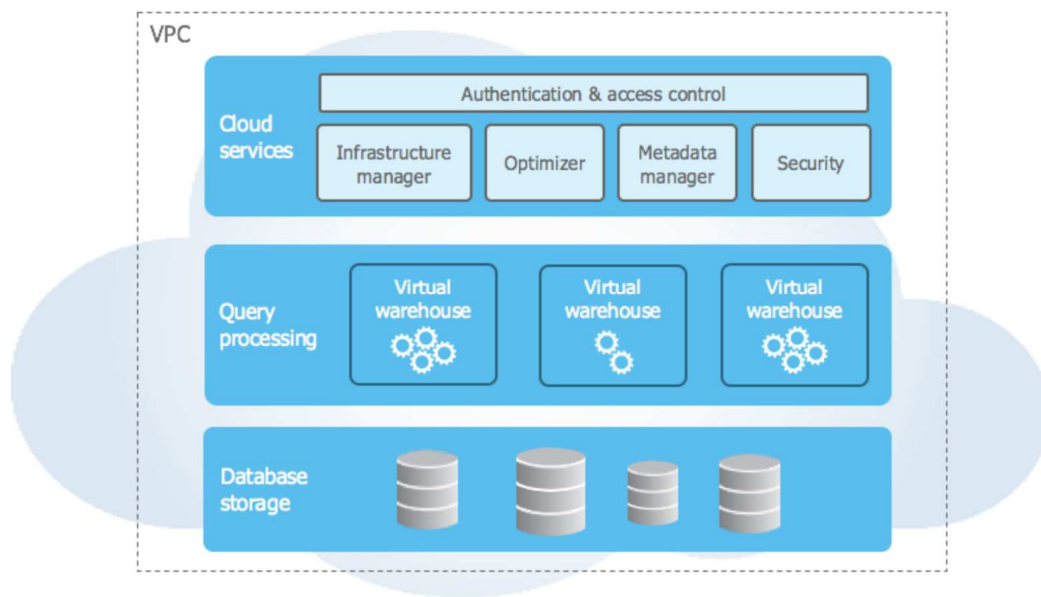 VPC
Authentication & access control
Cloud
services
Infrastructure
manager
Optimizer
Metadata
manager
Security
Query
processing
Virtual
warehouse
Virtual
warehouse
Virtual
warehouse
Database
storage